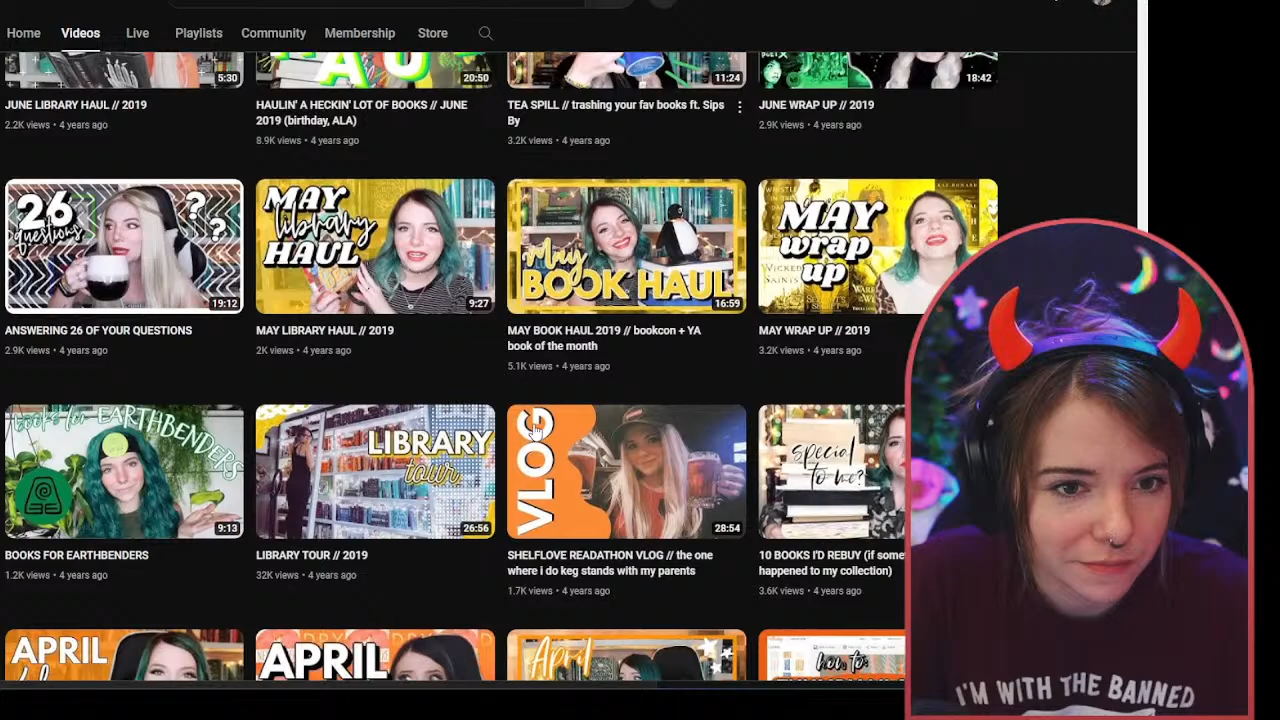 Home Videos Live Playlists Community Membership Store
AU
5:30
20:50
11:24
18:42
JUNE LIBRARY HAUL // 2019
2.2K views • 4 years ago
HAULIN' A HECKIN' LOT OF BOOKS // JUNE
2019 (birthday, ALA)
8.9K views • 4 years ago
TEA SPILL // trashing your fav books ft. Sips
By
3.2K views • 4 years ago
JUNE WRAP UP // 2019
2.9K views • 4 years ago
26
questions
? ?
19:12
MAY
library
HAUL
9:27
May
BOOK HAUL
16:59
MAY
wrap
up
WICKED
SAINTS
ANSWERING 26 OF YOUR QUESTIONS
2.9K views • 4 years ago
MAY LIBRARY HAUL // 2019
2K views • 4 years ago
MAY BOOK HAUL 2019 // bookcon + YA
book of the month
5.1K views • 4 years ago
MAY WRAP UP // 2019
3.2K views • 4 years ago
books for EARTHBENDERS
9:13
LIBRARY
tour
26:56
VLOG
28:54
special
to me?
BOOKS FOR EARTHBENDERS
1.2K views • 4 years ago
LIBRARY TOUR // 2019
32K views • 4 years ago
SHELFLOVE READATHON VLOG // the one
where i do keg stands with my parents
1.7K views • 4 years ago
10 BOOKS I'D REBUY (if some
happened to my collection)
3.6K views • 4 years ago
APRIL
APRIL
April
how to:
I'M WITH THE BANNED